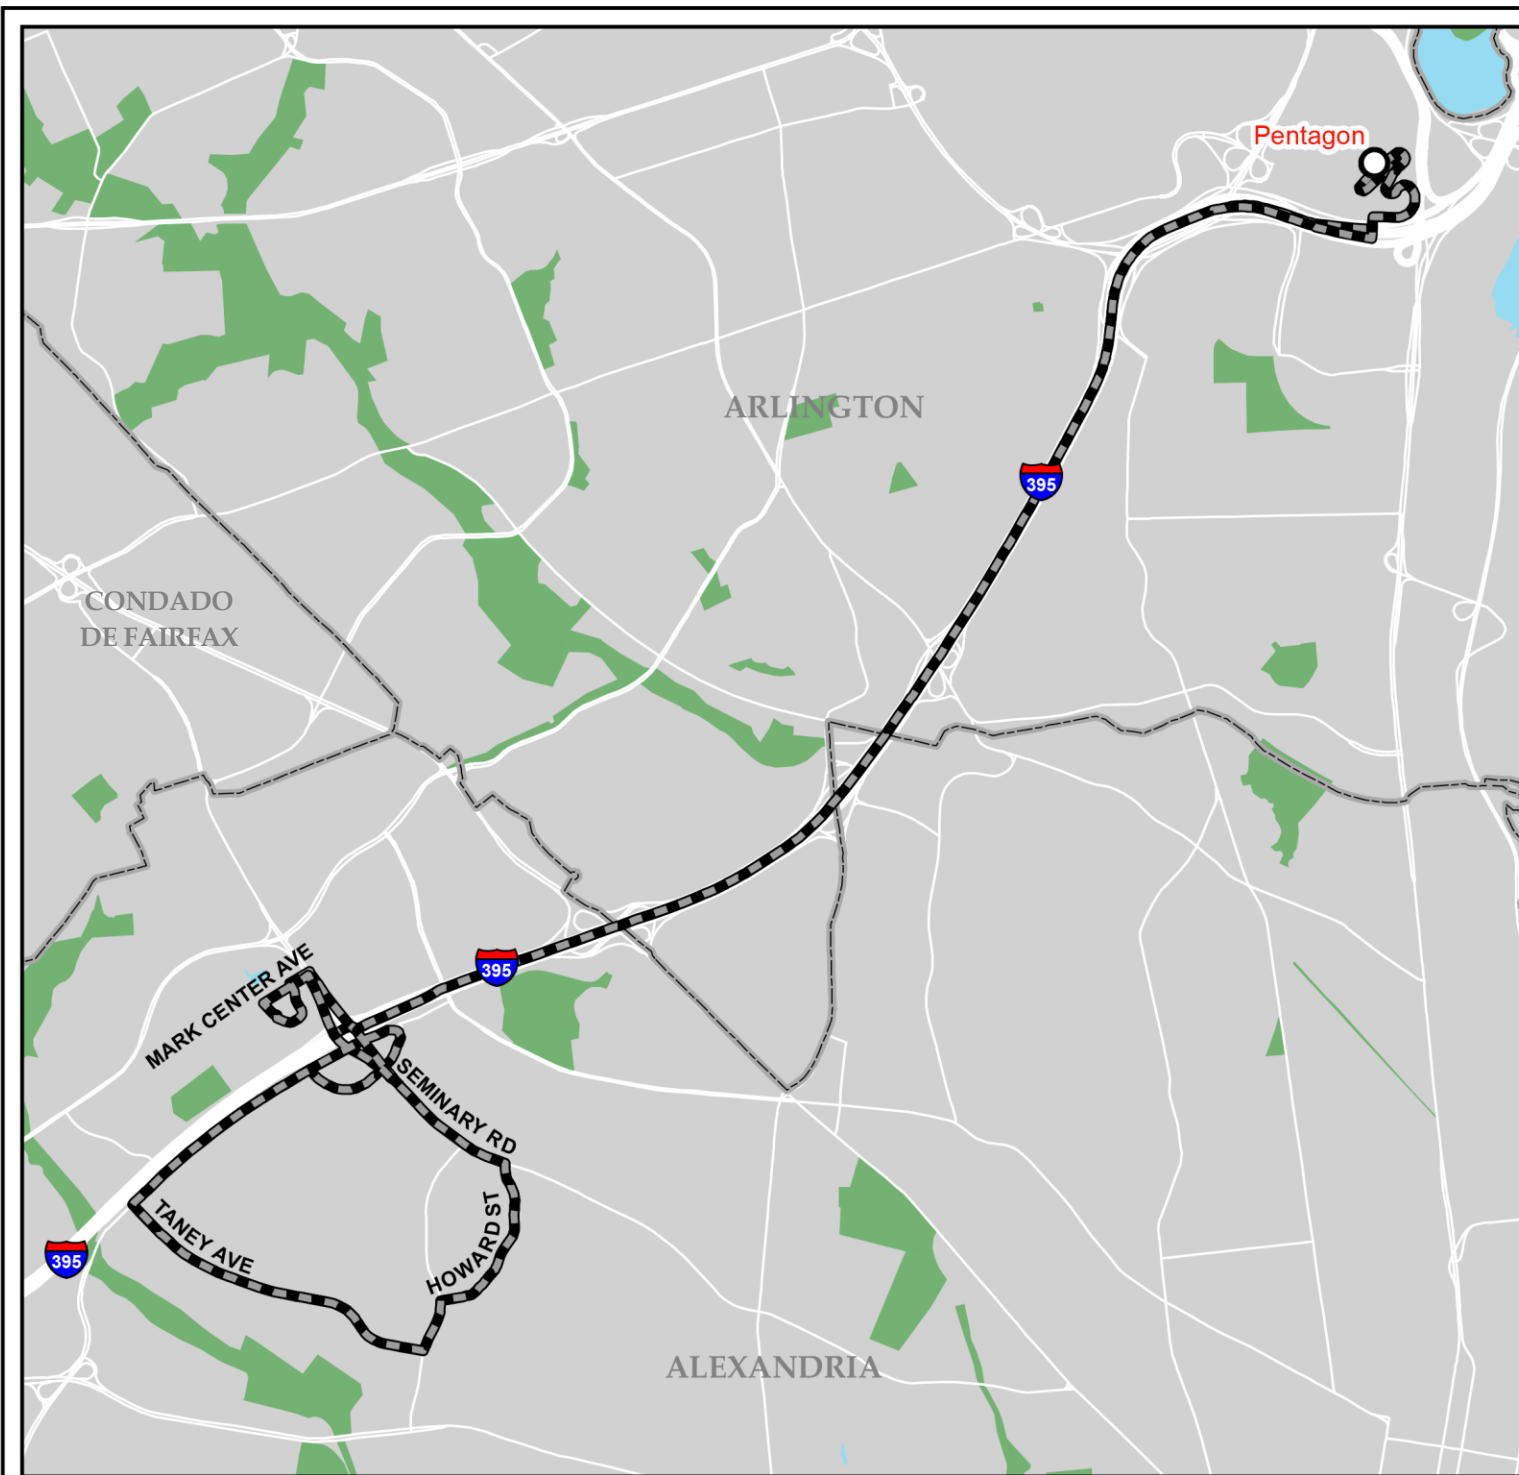 Pentagon
ARLINGTON
395
CONDADO
DE FAIRFAX
395
MARK CENTER AVE
SEMINARY RD
HOWARD ST
TANEY AVE
395
ALEXANDRIA